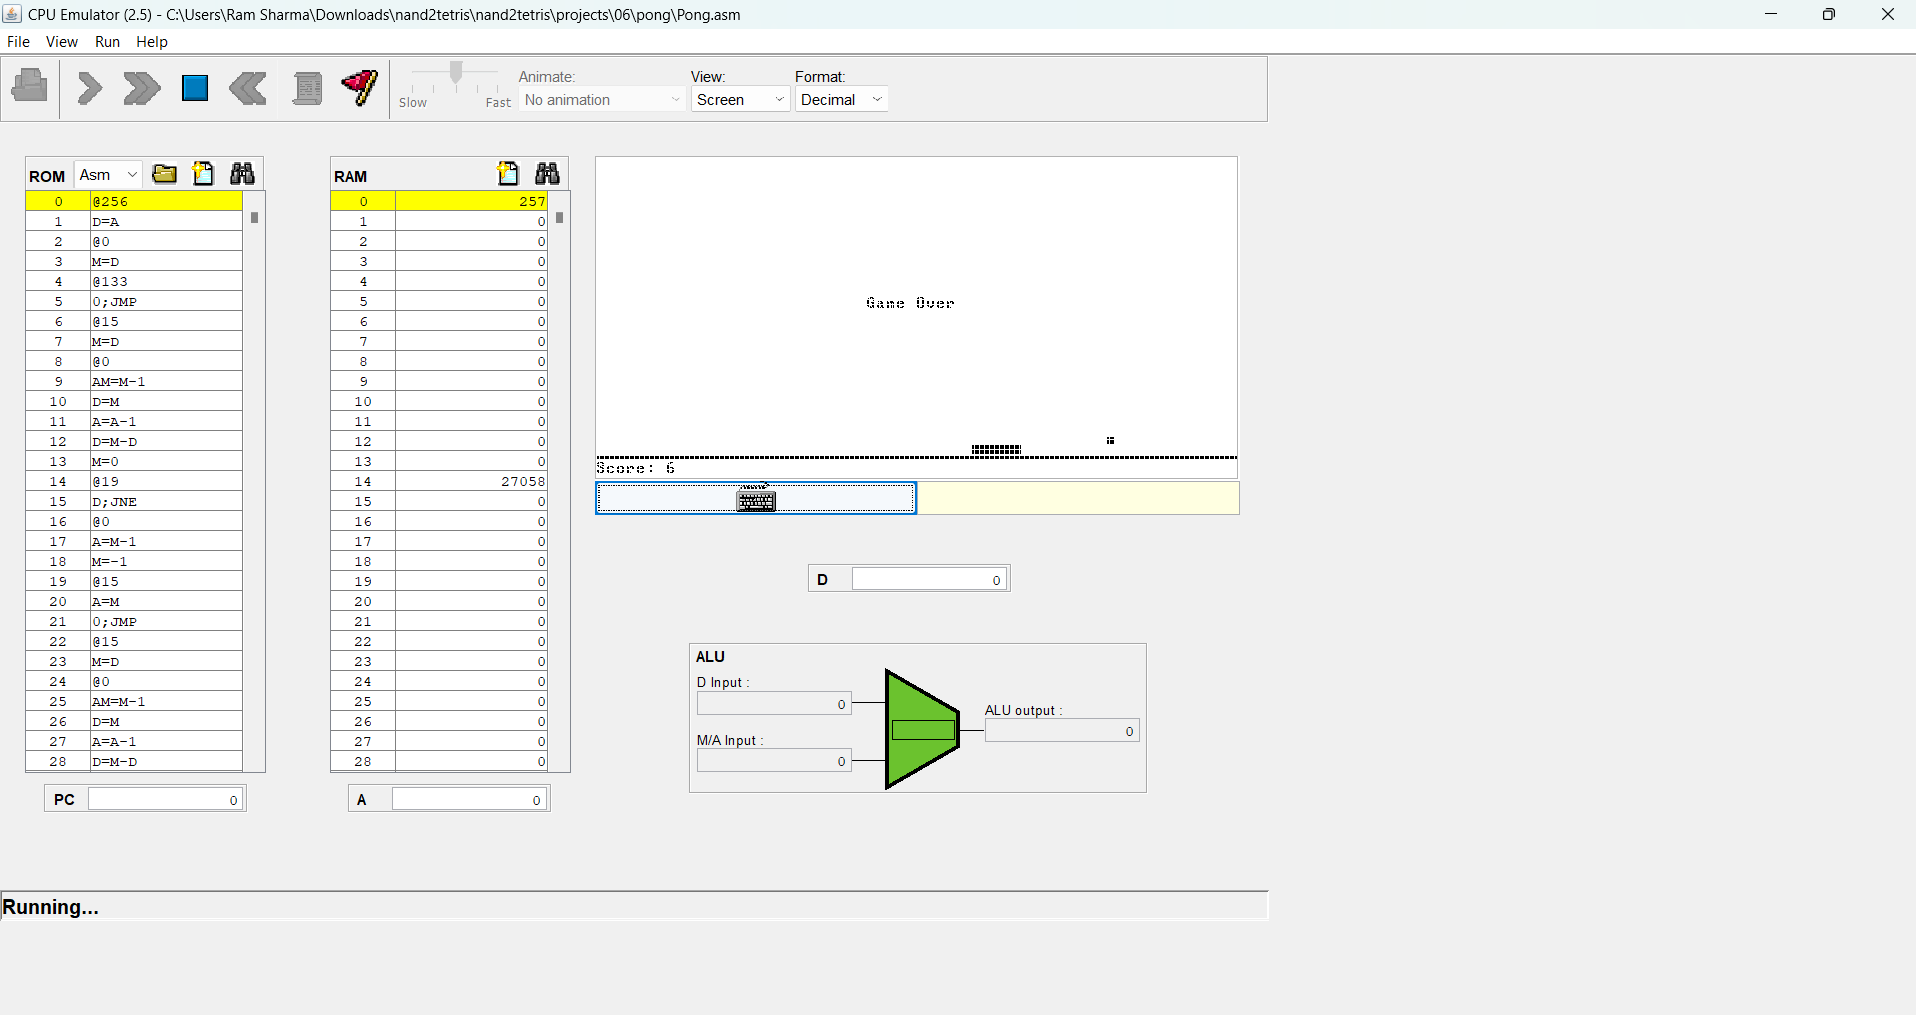 CPU Emulator (2.5) - C:\Users\Ram Sharma\Downloads\nand2tetris\nand2tetris\projects\06\pong\Pong.asm
File View Run Help
Slow Fast
Animate:
No animation
View:
Screen
Format:
Decimal
ROM Asm
0 @256
1 D=A
2 @0
3 M=D
4 @133
5 0;JMP
6 @15
7 M=D
8 @0
9 AM=M-1
10 D=M
11 A=A-1
12 D=M-D
13 M=0
14 @19
15 D;JNE
16 @0
17 A=M-1
18 M=-1
19 @15
20 A=M
21 0;JMP
22 @15
23 M=D
24 @0
25 AM=M-1
26 D=M
27 A=A-1
28 D=M-D
PC 0
RAM
0 257
1 0
2 0
3 0
4 0
5 0
6 0
7 0
8 0
9 0
10 0
11 0
12 0
13 0
14 27058
15 0
16 0
17 0
18 0
19 0
20 0
21 0
22 0
23 0
24 0
25 0
26 0
27 0
28 0
A 0
Game Over
Score: 6
D 0
ALU
D Input :
0
M/A Input :
0
ALU output :
0
Running...